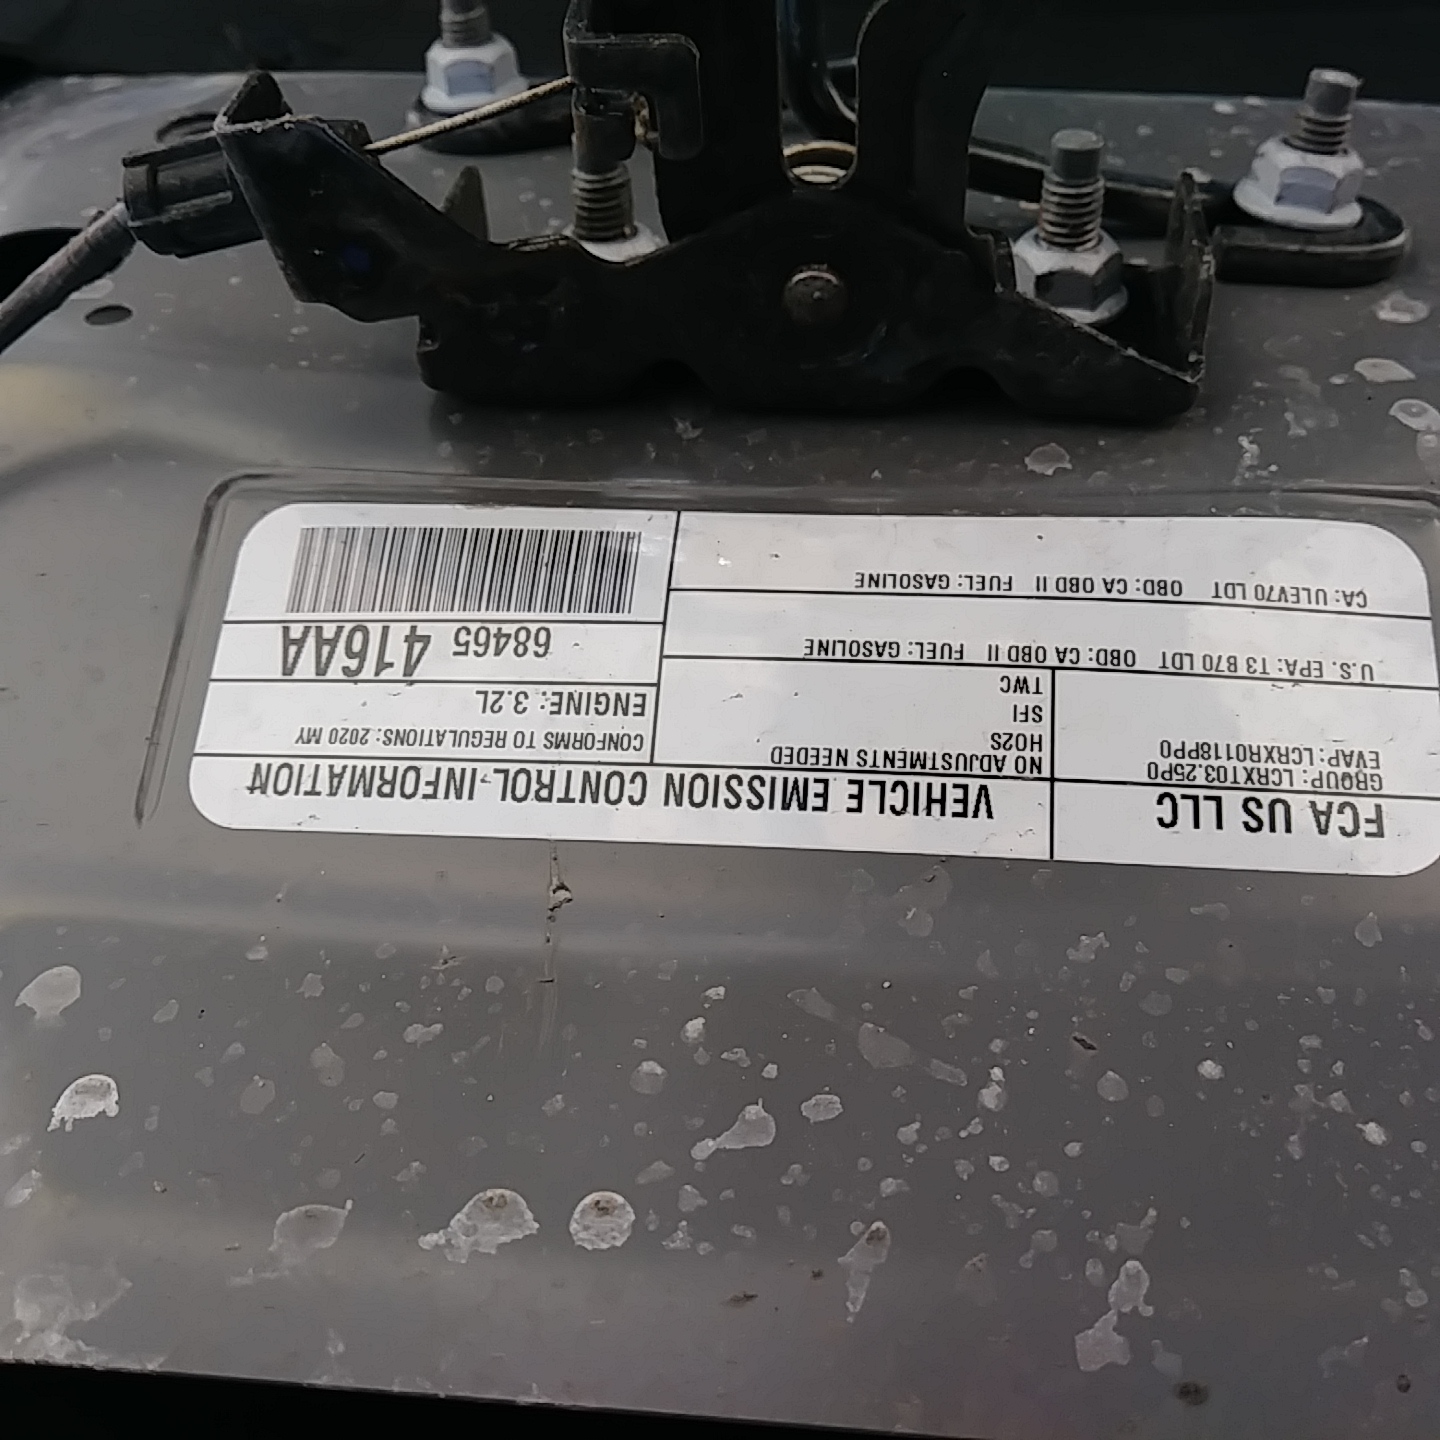 FCA US LLC
VEHICLE EMISSION CONTROL INFORMATION
GROUP: LCRXT03.25P0
EVAP: LCRXR0118PP0
NO ADJUSTMENTS NEEDED
HO2S
SFI
TWC
CONFORMS TO REGULATIONS: 2020 MY
ENGINE: 3.2L
U.S. EPA: T3 B70 LDT OBD: CA OBD II FUEL: GASOLINE
68465 416AA
CA: ULEV70 LDT OBD: CA OBD II FUEL: GASOLINE